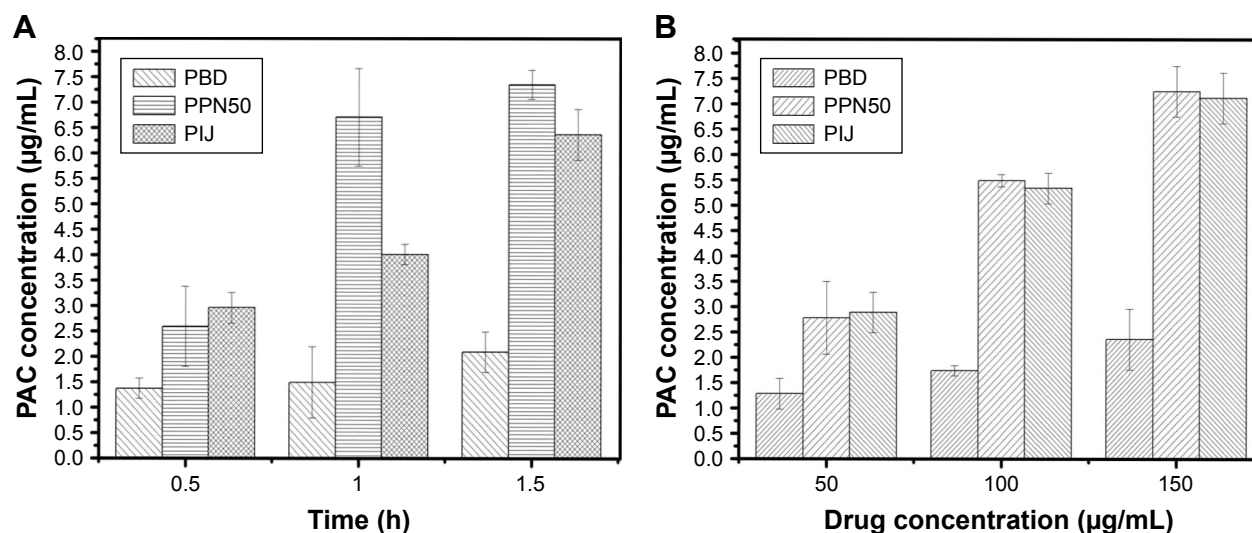 A
PAC concentration (µg/mL)
8.0
7.5
7.0
6.5
6.0
5.5
5.0
4.5
4.0
3.5
3.0
2.5
2.0
1.5
1.0
0.5
0.0
PBD
PPN50
PIJ
0.5 1 1.5
Time (h)
B
PAC concentration (µg/mL)
8.0
7.5
7.0
6.5
6.0
5.5
5.0
4.5
4.0
3.5
3.0
2.5
2.0
1.5
1.0
0.5
0.0
PBD
PPN50
PIJ
50 100 150
Drug concentration (µg/mL)